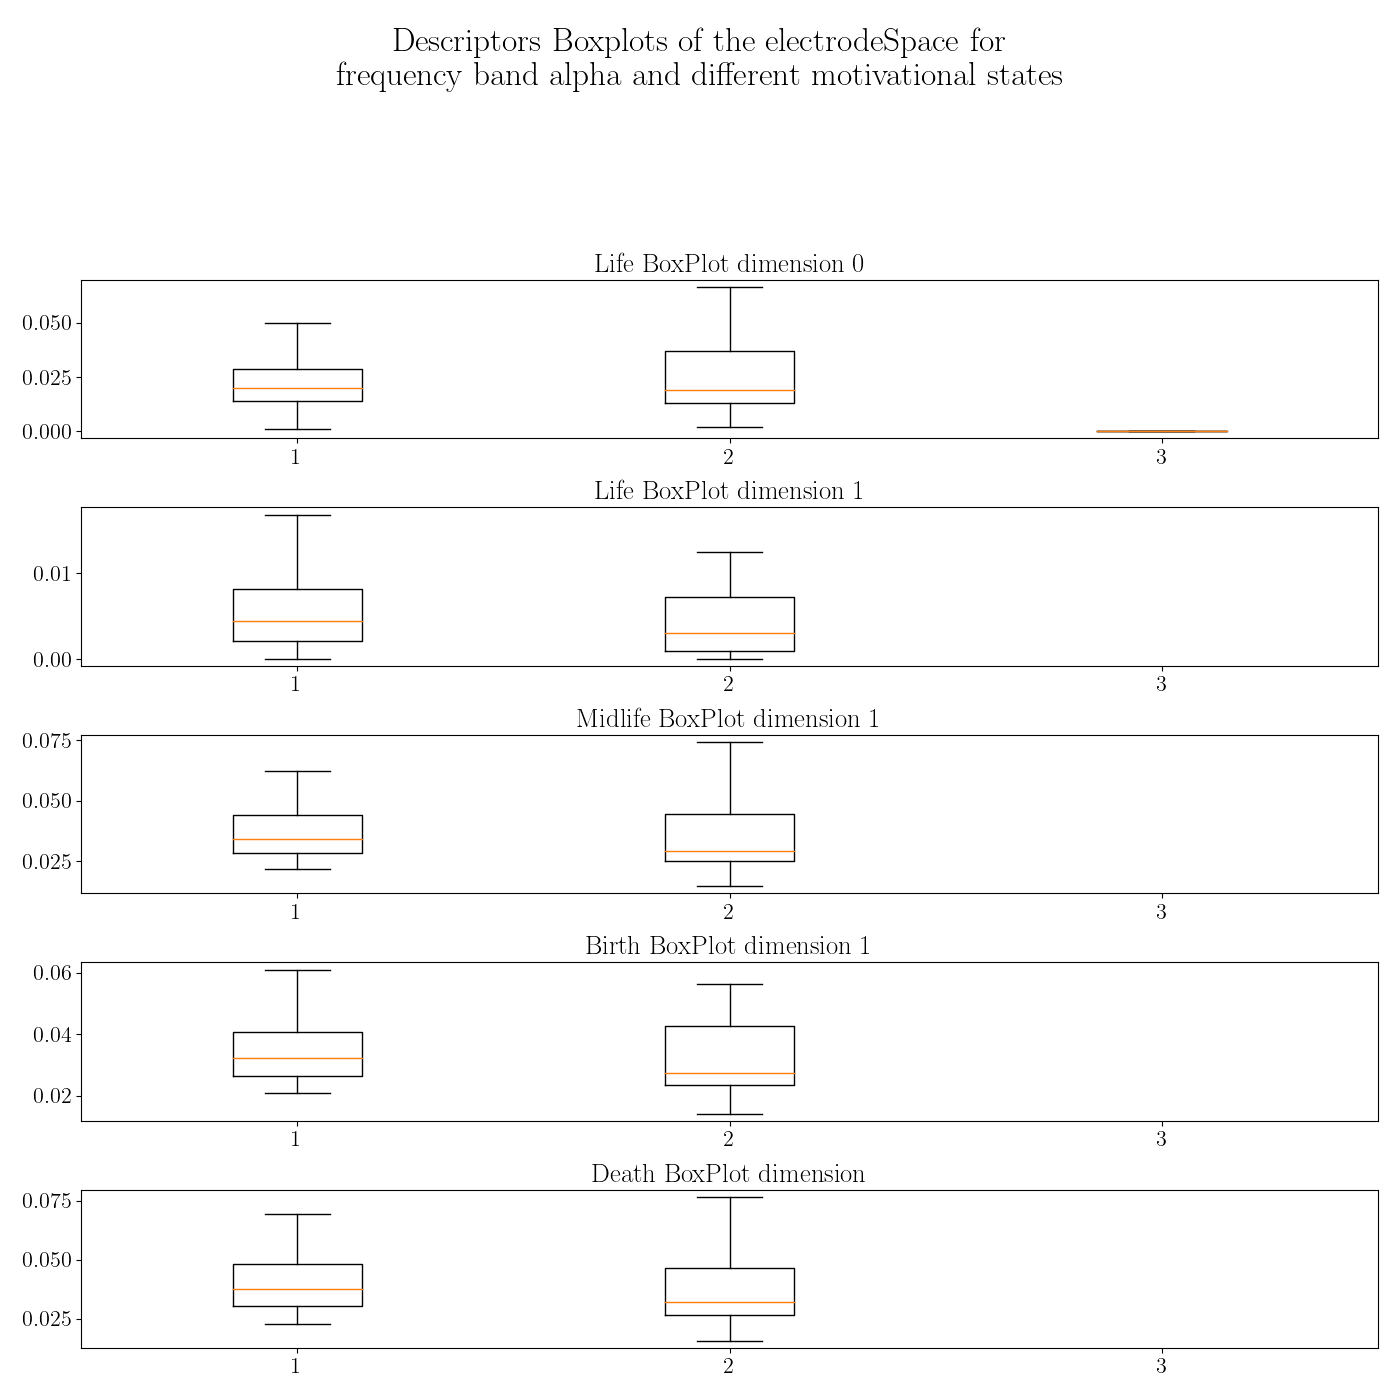 Descriptors Boxplots of the electrodeSpace for
frequency band alpha and different motivational states
Life BoxPlot dimension 0
0.050
0.025
0.000
1 2 3
Life BoxPlot dimension 1
0.01
0.00
1 2 3
Midlife BoxPlot dimension 1
0.075
0.050
0.025
1 2 3
Birth BoxPlot dimension 1
0.06
0.04
0.02
1 2 3
Death BoxPlot dimension
0.075
0.050
0.025
1 2 3